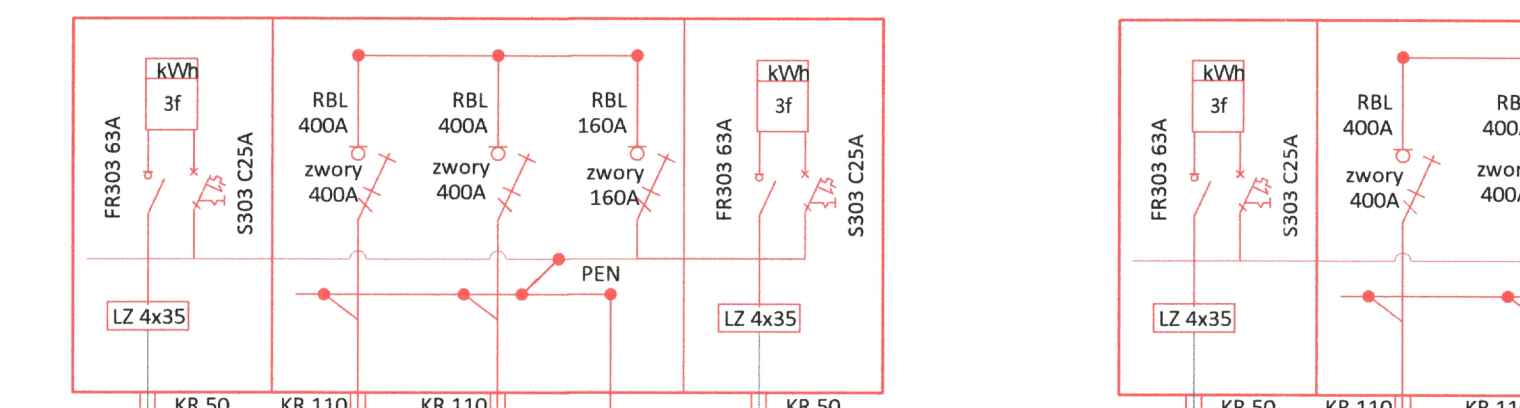 kWh
3f
FR303 63A
S303 C25A
RBL
400A
zwory
400A
RBL
400A
zwory
400A
RBL
160A
zwory
160A
kWh
3f
FR303 63A
S303 C25A
PEN
LZ 4x35
LZ 4x35
KR 50
KR 110
KR 110
KR 50
kWh
3f
FR303 63A
S303 C25A
RBL
400A
zwory
400A
LZ 4x35
KR 50
KR 110